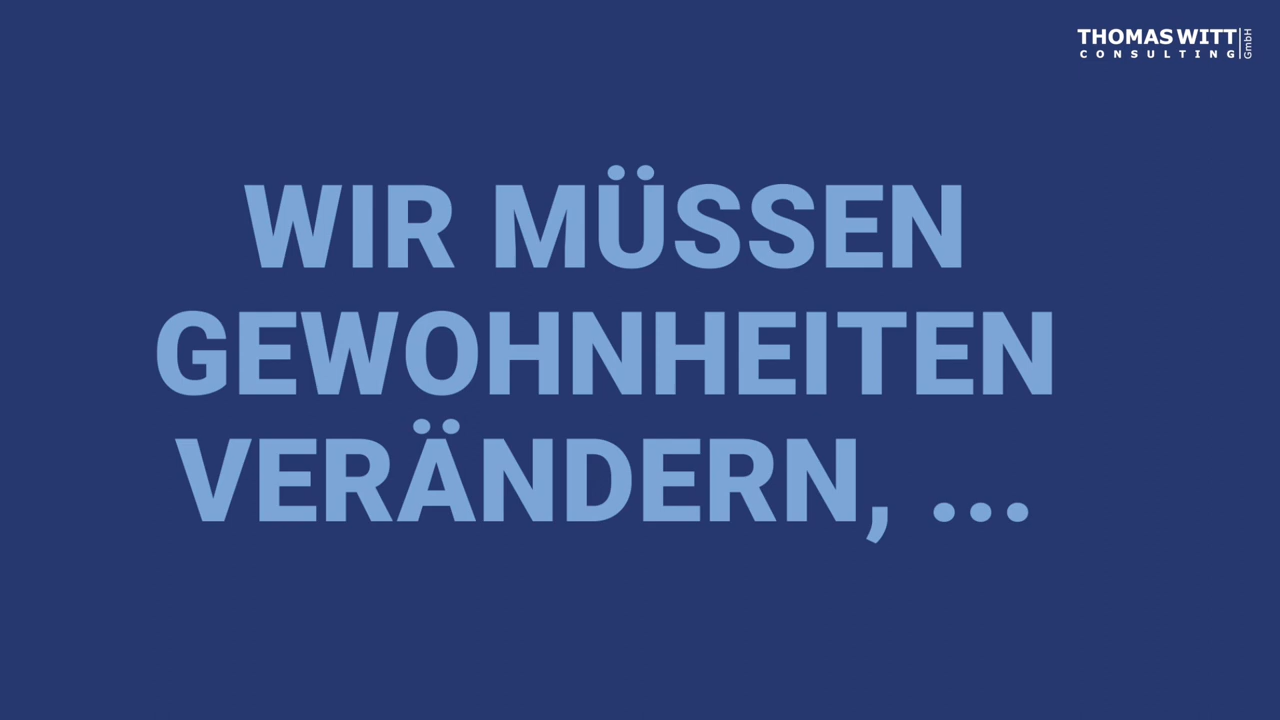 THOMAS WITT GmbH
CONSULTING
WIR MÜSSEN
GEWOHNHEITEN
VERÄNDERN, ...